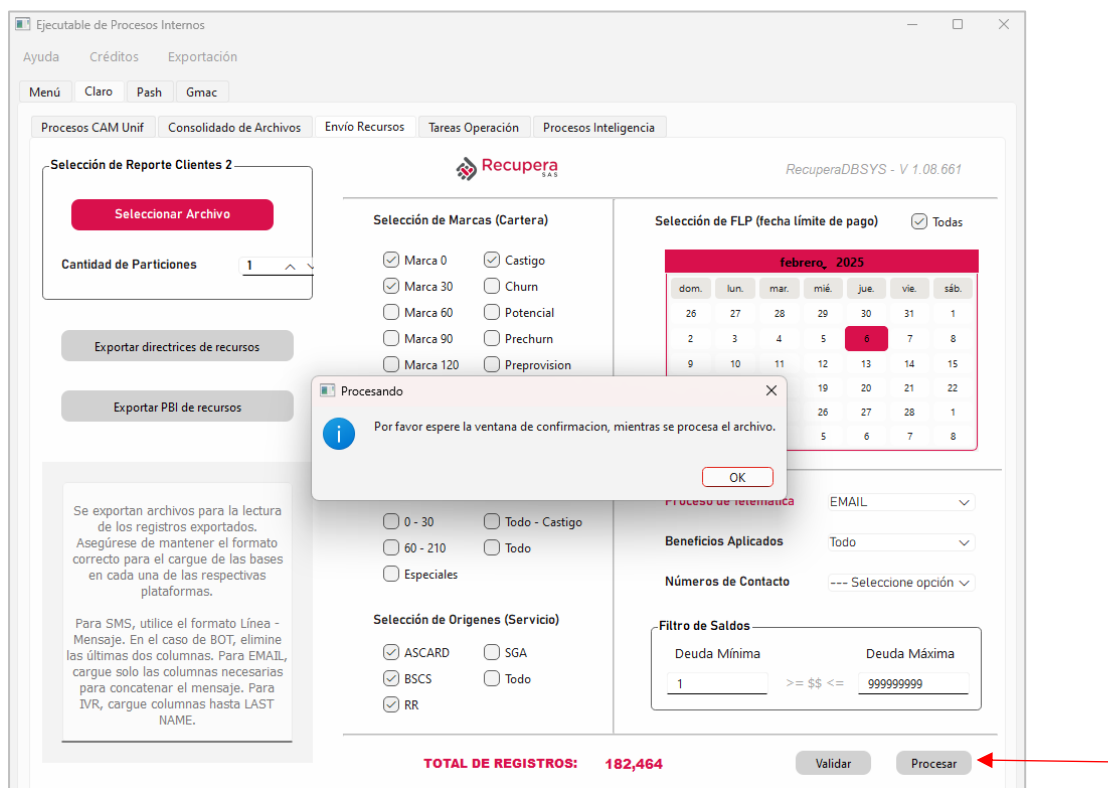 Ejecutable de Procesos Internos
Ayuda Créditos Exportación
Menú Claro Pash Gmac
Procesos CAM Unif Consolidado de Archivos Envío Recursos Tareas Operación Procesos Inteligencia
Selección de Reporte Clientes 2
Seleccionar Archivo
Cantidad de Particiones 1
Exportar directrices de recursos
Exportar PBI de recursos
Se exportan archivos para la lectura
de los registros exportados.
Asegúrese de mantener el formato
correcto para el cargue de las bases
en cada una de las respectivas
plataformas.
Para SMS, utilice el formato Línea -
Mensaje. En el caso de BOT, elimine
las últimas dos columnas. Para EMAIL,
cargue solo las columnas necesarias
para concatenar el mensaje. Para
IVR, cargue columnas hasta LAST
NAME.
Recupera
SAS
RecuperaDBSYS - V 1.08.661
Selección de Marcas (Cartera)
Marca 0 Castigo
Marca 30 Churn
Marca 60 Potencial
Marca 90 Prechurn
Marca 120 Preprovision
Selección de FLP (fecha límite de pago) Todas
febrero, 2025
dom. lun. mar. mié. jue. vie. sáb.
26 27 28 29 30 31 1
2 3 4 5 6 7 8
9 10 11 12 13 14 15
19 20 21 22
26 27 28 1
5 6 7 8
Procesando
Por favor espere la ventana de confirmacion, mientras se procesa el archivo.
OK
0 - 30 Todo - Castigo
60 - 210 Todo
Especiales
Selección de Origenes (Servicio)
ASCARD SGA
BSCS Todo
RR
Proceso de Telemática EMAIL
Beneficios Aplicados Todo
Números de Contacto --- Seleccione opción
Filtro de Saldos
Deuda Mínima Deuda Máxima
1 >= $$ <= 999999999
TOTAL DE REGISTROS: 182,464
Validar Procesar